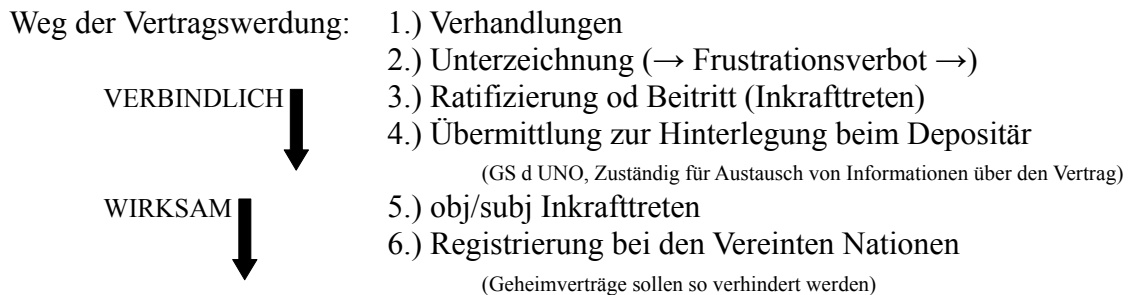 Weg der Vertragswerdung: 1.) Verhandlungen
2.) Unterzeichnung (→ Frustrationsverbot →)
VERBINDLICH 3.) Ratifizierung od Beitritt (Inkrafttreten)
4.) Übermittlung zur Hinterlegung beim Depositär
(GS d UNO, Zuständig für Austausch von Informationen über den Vertrag)
WIRKSAM 5.) obj/subj Inkrafttreten
6.) Registrierung bei den Vereinten Nationen
(Geheimverträge sollen so verhindert werden)